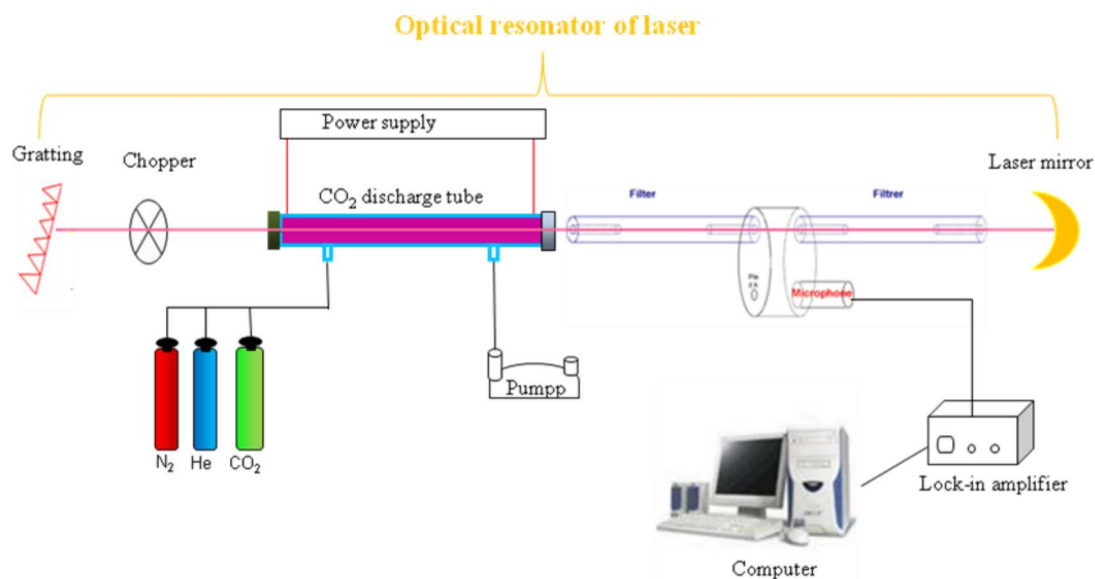 Optical resonator of laser
Power supply
Gratting
Chopper
Laser mirror
CO₂ discharge tube
Filter
Filtrer
Microphone
Pumpp
N₂ He CO₂
Lock-in amplifier
Computer